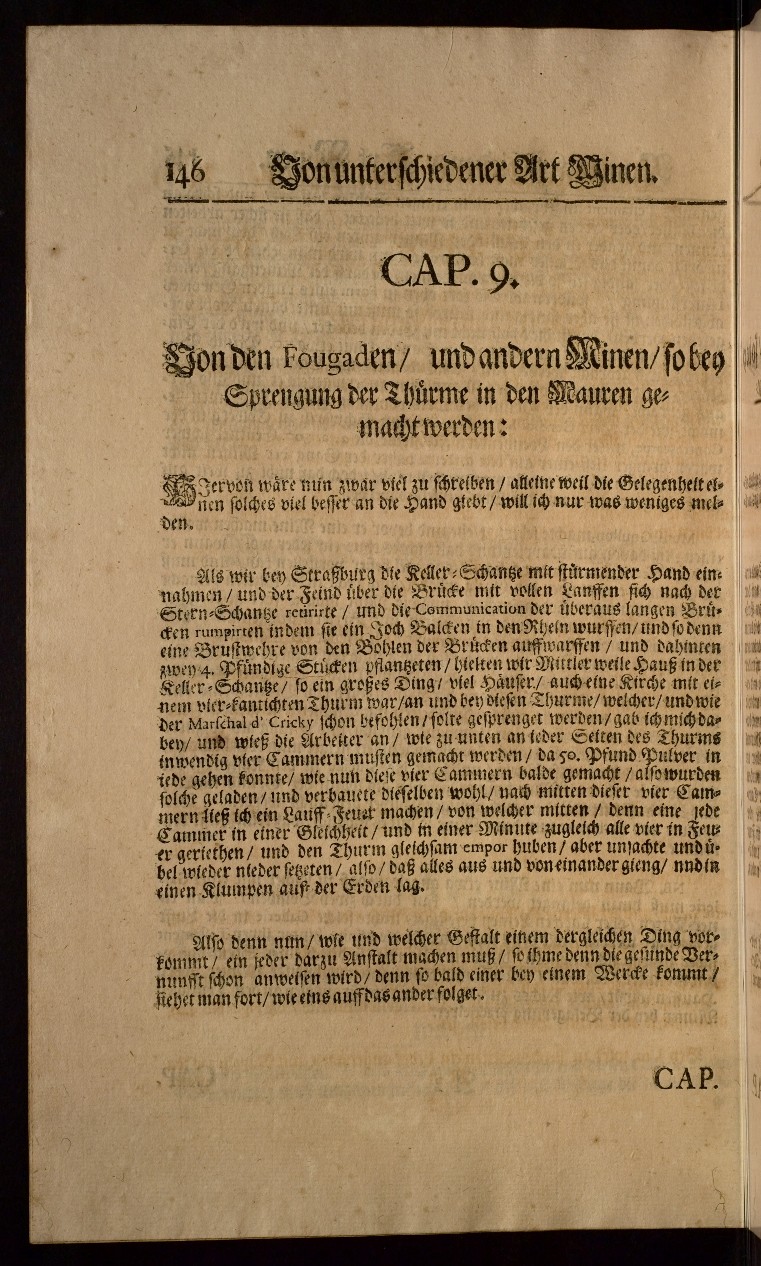 146 Von unterschiedener Art Minen.
CAP. 9.
Von den Fougaden/ und andern Minen/ so bey
Sprengung der Thürme in den Mauren ge-
macht werden:
HJervon wäre nun zwar viel zu schreiben / alleine weil die Gelegenheit ei-
nen solches viel besser an die Hand giebt/ will ich nur was weniges mel-
den.
Als wir bey Straßburg die Keller-Schantze mit stürmender Hand ein-
nahmen / und der Feind über die Brücke mit vollen Lauffen sich nach der
Stern-Schantze retirirte / und die Communication der überaus langen Brü-
cken rumpirten indem sie ein Joch Balcken in den Rhein wurffen/ und so denn
eine Brustwehre von den Bohlen der Brücken auffwarffen / und dahinten
zwey 4. Pfündige Stücken pflantzeten/ hielten wir Mittler weile Hauß in der
Keller-Schantze/ so ein großes Ding/ viel Häuser/ auch eine Kirche mit ei-
nem vier-kantichten Thurm war/ an und bey diesen Thurme/ welcher/ und wie
der Marschal d' Cricky schon befohlen/ solte gesprenget werden/ gab ich mich da-
bey/ und wieß die Arbeiter an / wie zu unten an jeder Seiten des Thurms
inwendig vier Cammern musten gemacht werden/ da 50. Pfund Pulver in
jede gehen konnte/ wie nun diese vier Cammern balde gemacht / also wurden
solche geladen/ und verbauete dieselben wohl/ nach mitten dieser vier Cam-
mern ließ ich ein Lauff-Feuer machen/ von welcher mitten / denn eine jede
Cammer in einer Gleichheit/ und in einer Minute zugleich alle vier in Feu-
er geriethen/ und den Thurm gleichsam empor huben/ aber unsachte und ü-
bel wieder nieder setzeten/ also/ daß alles aus und von einander gieng/ nnd in
einen Klumpen auff der Erden lag.
Also denn nun/ wie und welcher Gestalt einem dergleichen Ding vor-
kommt/ ein jeder darzu Anstalt machen muß/ so ihme denn die gesunde Ver-
nunfft schon anweisen wird/ denn so bald einer bey einem Wercke kommt/
siehet man fort/ wie eins auff das ander folget.
CAP.